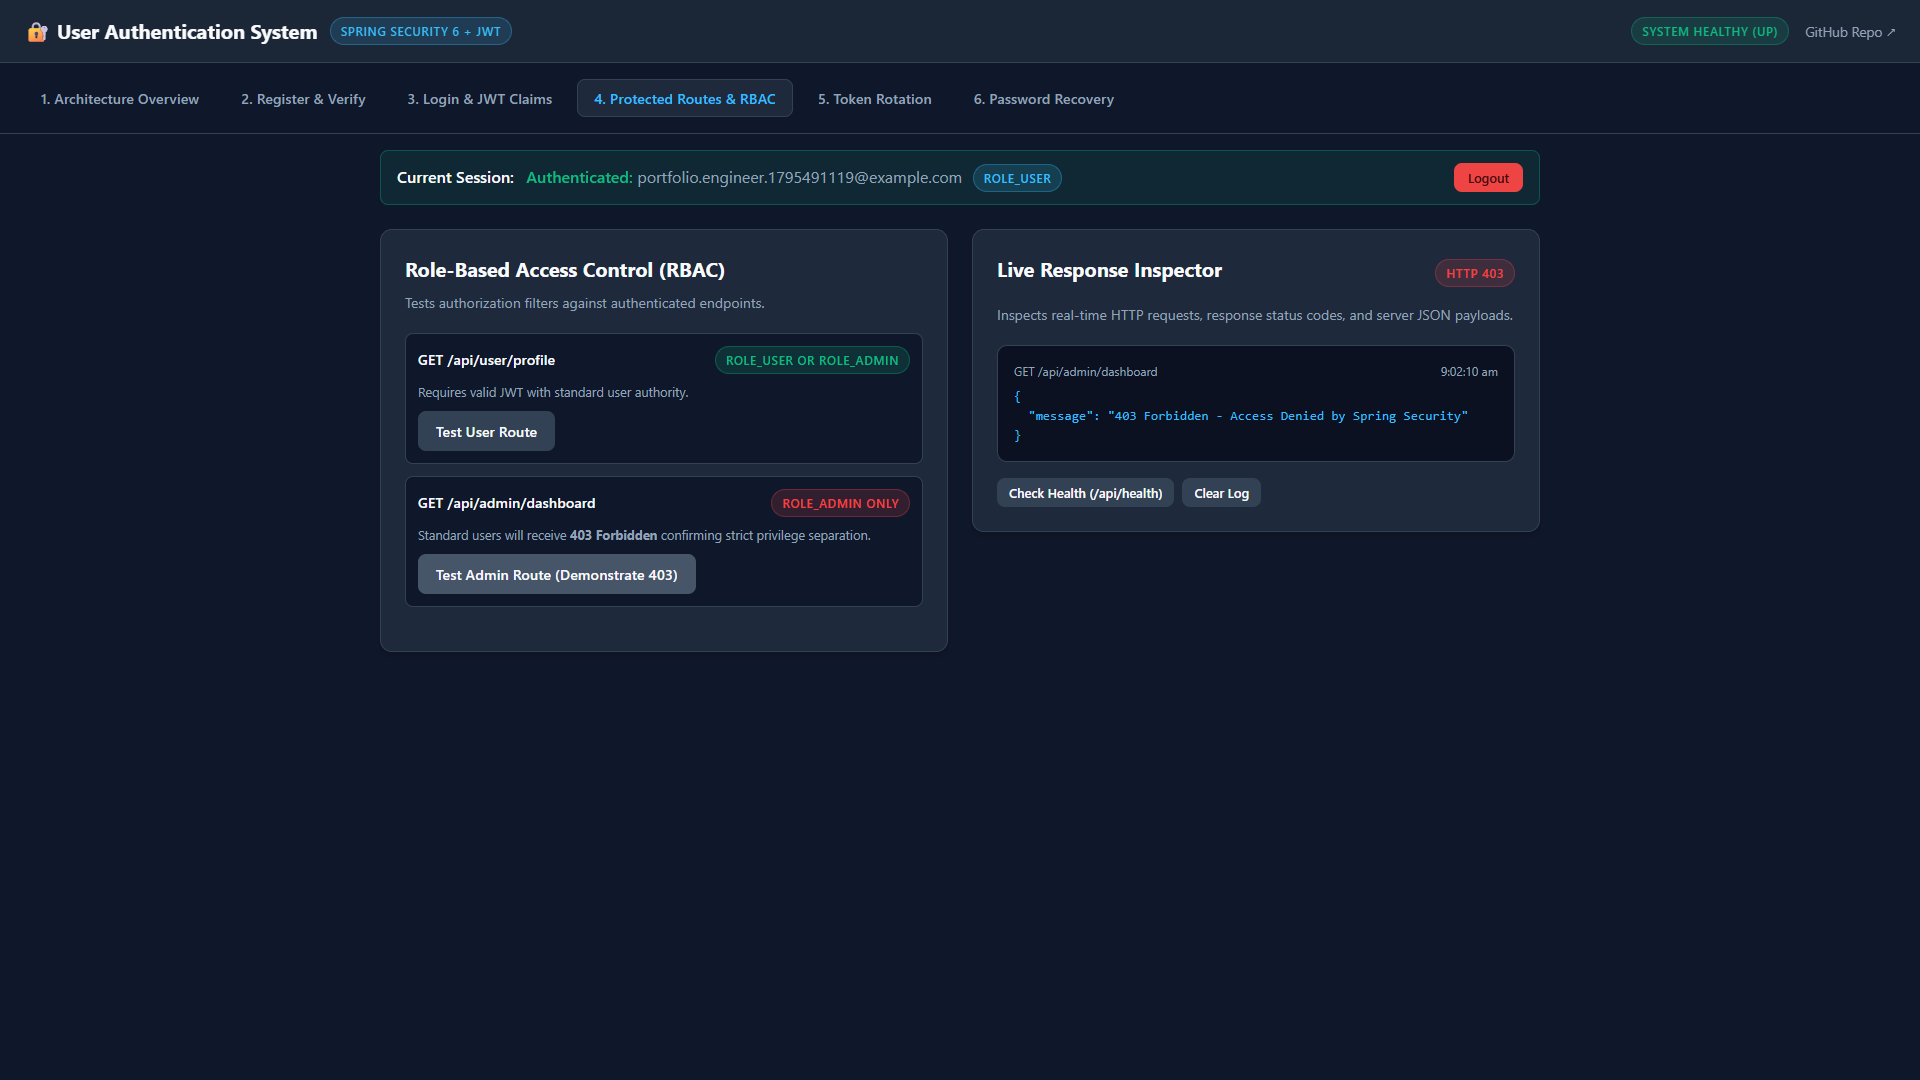 🔐 User Authentication System SPRING SECURITY 6 + JWT SYSTEM HEALTHY (UP) GitHub Repo ↗
1. Architecture Overview 2. Register & Verify 3. Login & JWT Claims 4. Protected Routes & RBAC 5. Token Rotation 6. Password Recovery
Current Session: Authenticated: portfolio.engineer.1795491119@example.com ROLE_USER Logout
Role-Based Access Control (RBAC)
Tests authorization filters against authenticated endpoints.
GET /api/user/profile ROLE_USER OR ROLE_ADMIN
Requires valid JWT with standard user authority.
Test User Route
GET /api/admin/dashboard ROLE_ADMIN ONLY
Standard users will receive 403 Forbidden confirming strict privilege separation.
Test Admin Route (Demonstrate 403)
Live Response Inspector HTTP 403
Inspects real-time HTTP requests, response status codes, and server JSON payloads.
GET /api/admin/dashboard 9:02:10 am
{
"message": "403 Forbidden - Access Denied by Spring Security"
}
Check Health (/api/health) Clear Log